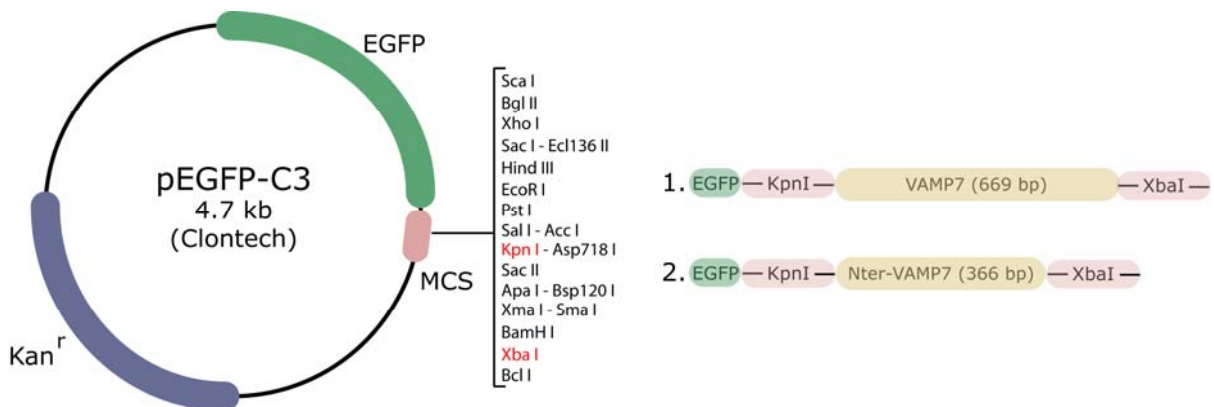 EGFP
pEGFP-C3
4.7 kb
(Clontech)
MCS
Kan r
Sca I
Bgl II
Xho I
Sac I - Ecl136 II
Hind III
EcoR I
Pst I
Sal I - Acc I
Kpn I - Asp718 I
Sac II
Apa I - Bsp120 I
Xma I - Sma I
BamH I
Xba I
Bcl I
1. EGFP KpnI VAMP7 (669 bp) XbaI
2. EGFP KpnI Nter-VAMP7 (366 bp) XbaI